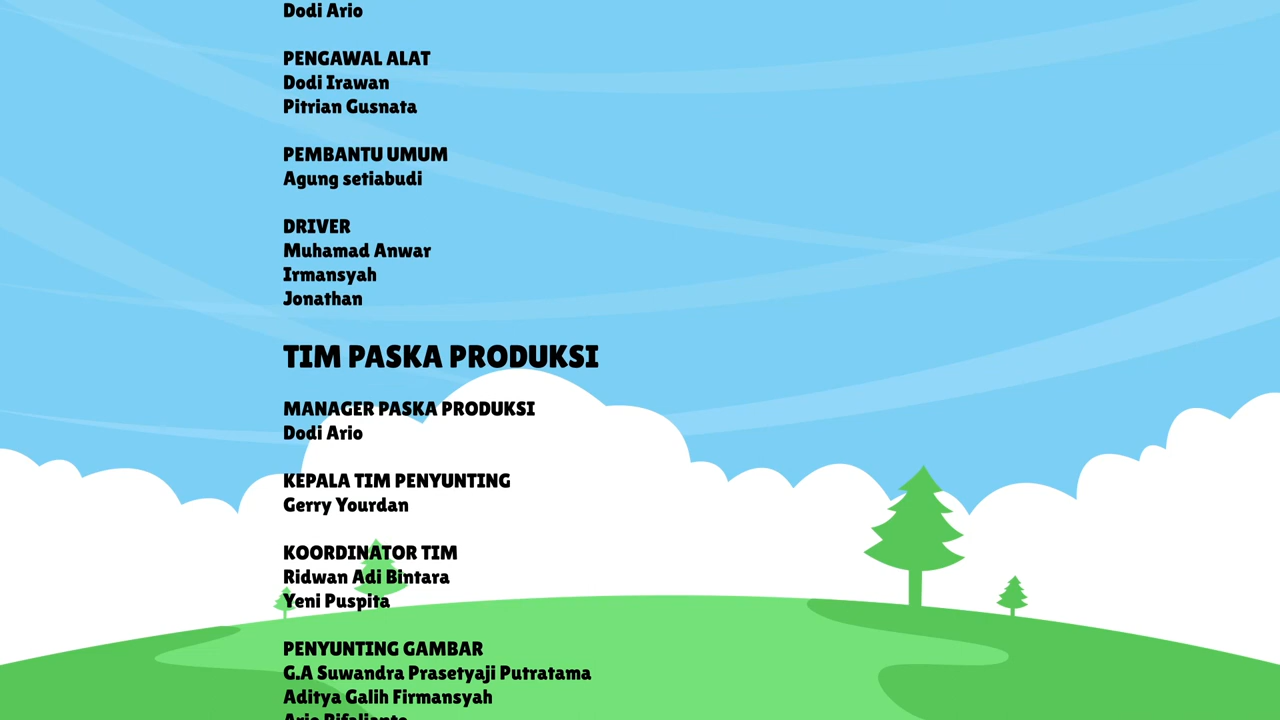 Dodi Ario
PENGAWAL ALAT
Dodi Irawan
Pitrian Gusnata
PEMBANTU UMUM
Agung setiabudi
DRIVER
Muhamad Anwar
Irmansyah
Jonathan
TIM PASKA PRODUKSI
MANAGER PASKA PRODUKSI
Dodi Ario
KEPALA TIM PENYUNTING
Gerry Yourdan
KOORDINATOR TIM
Ridwan Adi Bintara
Yeni Puspita
PENYUNTING GAMBAR
G.A Suwandra Prasetyaji Putratama
Aditya Galih Firmansyah